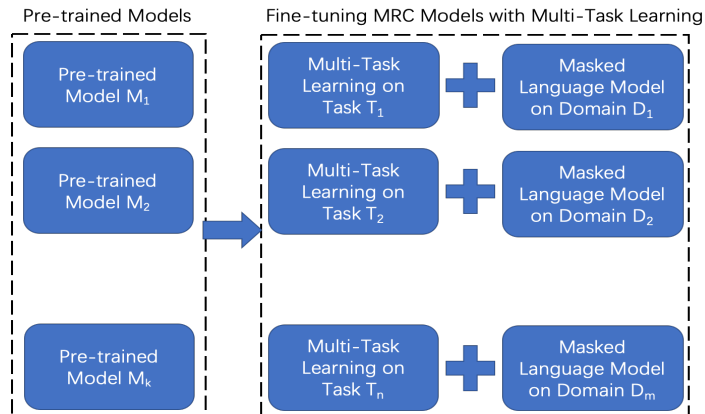 Pre-trained Models
Fine-tuning MRC Models with Multi-Task Learning
Pre-trained
Model M₁
Multi-Task
Learning on
Task T₁
Masked
Language Model
on Domain D₁
Pre-trained
Model M₂
Multi-Task
Learning on
Task T₂
Masked
Language Model
on Domain D₂
Pre-trained
Model Mₖ
Multi-Task
Learning on
Task Tₙ
Masked
Language Model
on Domain Dₘ